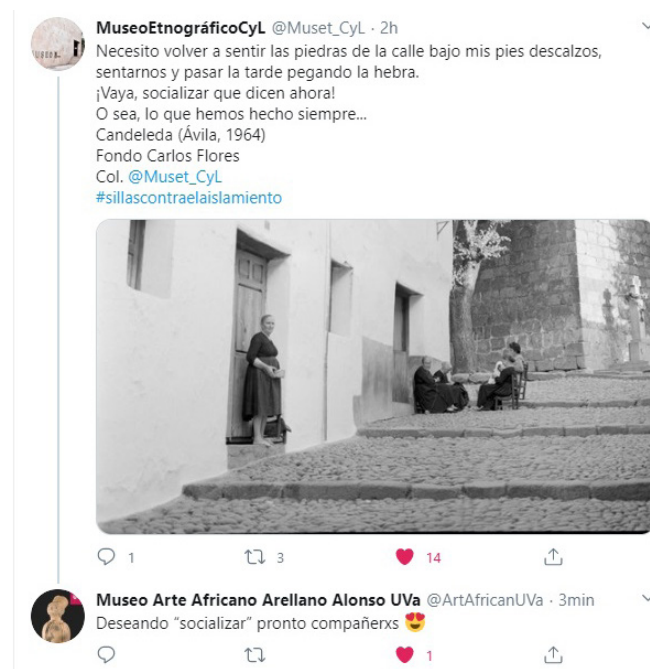 MuseoEtnográficoCyL @Muset_CyL · 2h
Necesito volver a sentir las piedras de la calle bajo mis pies descalzos,
sentarnos y pasar la tarde pegando la hebra.
¡Vaya, socializar que dicen ahora!
O sea, lo que hemos hecho siempre...
Candeleda (Ávila, 1964)
Fondo Carlos Flores
Col. @Muset_CyL
#sillascontraelaislamiento
1 3 14
Museo Arte Africano Arellano Alonso UVa @ArtAfricanUVa · 3min
Deseando "socializar" pronto compañerxs 😍
1